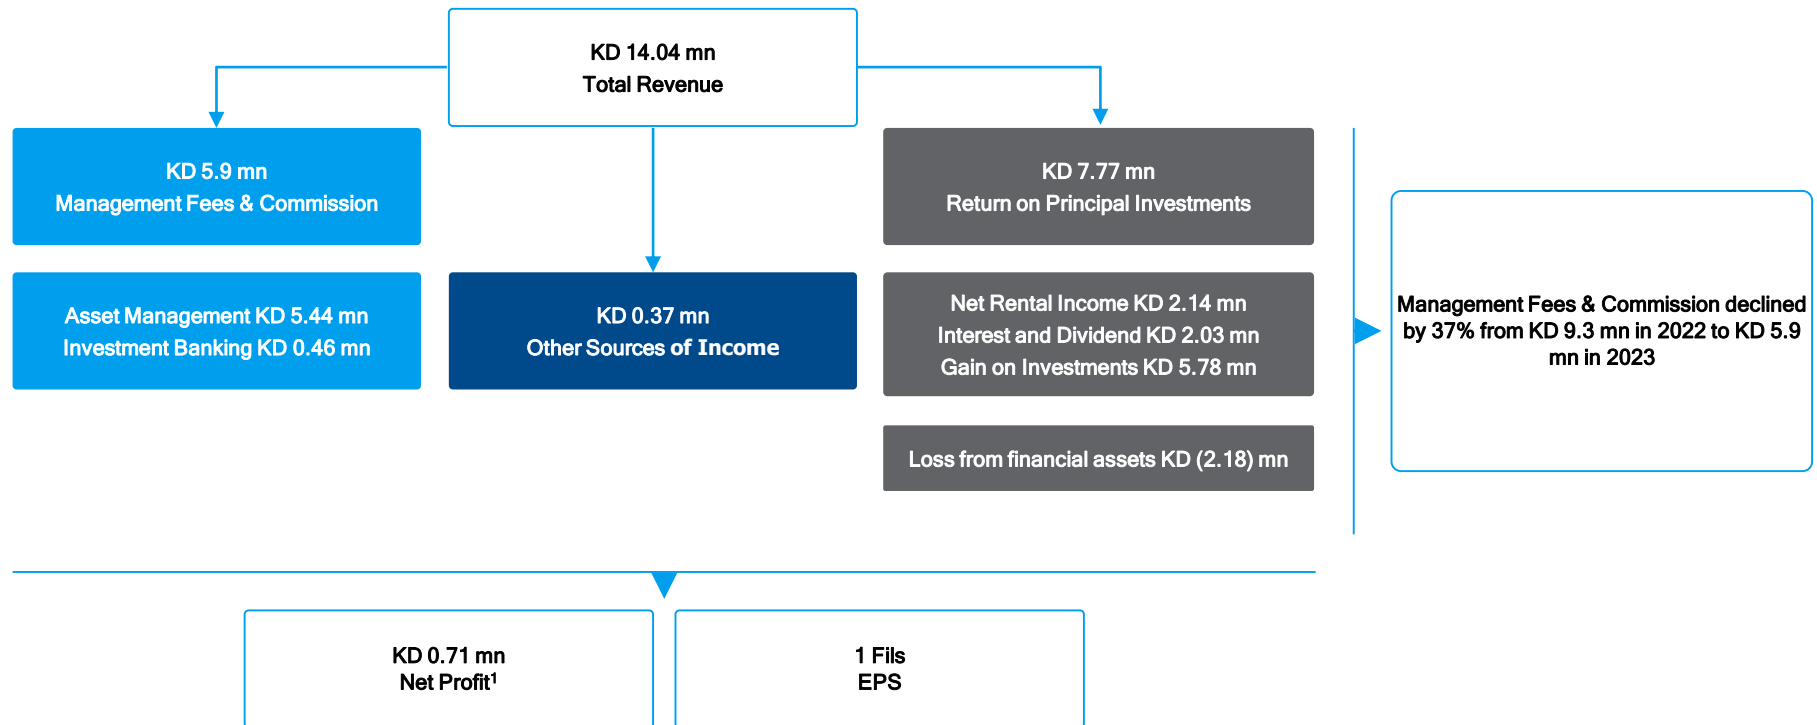 KD 14.04 mn
Total Revenue
KD 5.9 mn
Management Fees & Commission
KD 7.77 mn
Return on Principal Investments
Asset Management KD 5.44 mn
Investment Banking KD 0.46 mn
KD 0.37 mn
Other Sources of Income
Net Rental Income KD 2.14 mn
Interest and Dividend KD 2.03 mn
Gain on Investments KD 5.78 mn
Loss from financial assets KD (2.18) mn
Management Fees & Commission declined
by 37% from KD 9.3 mn in 2022 to KD 5.9
mn in 2023
KD 0.71 mn
Net Profit¹
1 Fils
EPS